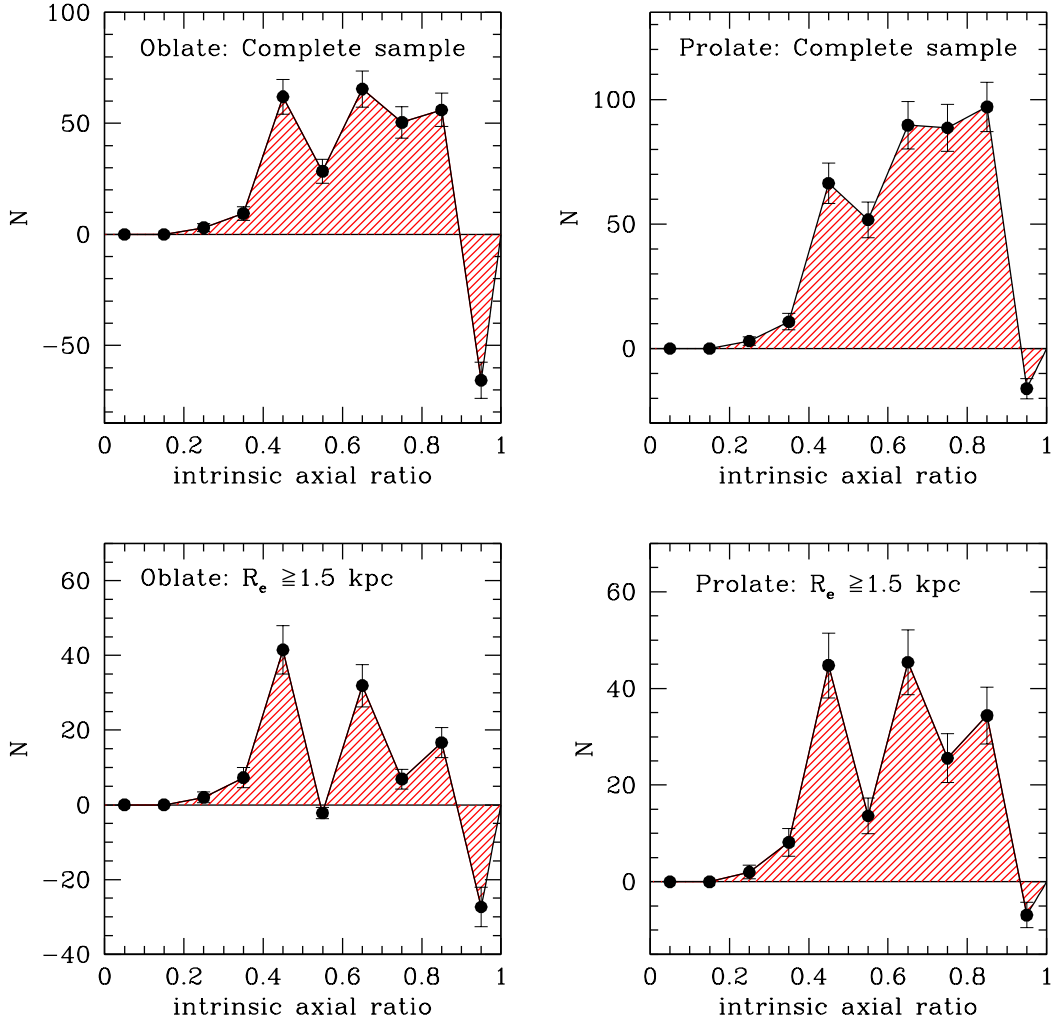 Oblate: Complete sample
100
50
0
−50
N
0 0.2 0.4 0.6 0.8 1
intrinsic axial ratio
Prolate: Complete sample
100
50
0
N
0 0.2 0.4 0.6 0.8 1
intrinsic axial ratio
Oblate: Re ≧1.5 kpc
60
40
20
0
−20
−40
N
0 0.2 0.4 0.6 0.8 1
intrinsic axial ratio
Prolate: Re ≧1.5 kpc
60
40
20
0
N
0 0.2 0.4 0.6 0.8 1
intrinsic axial ratio